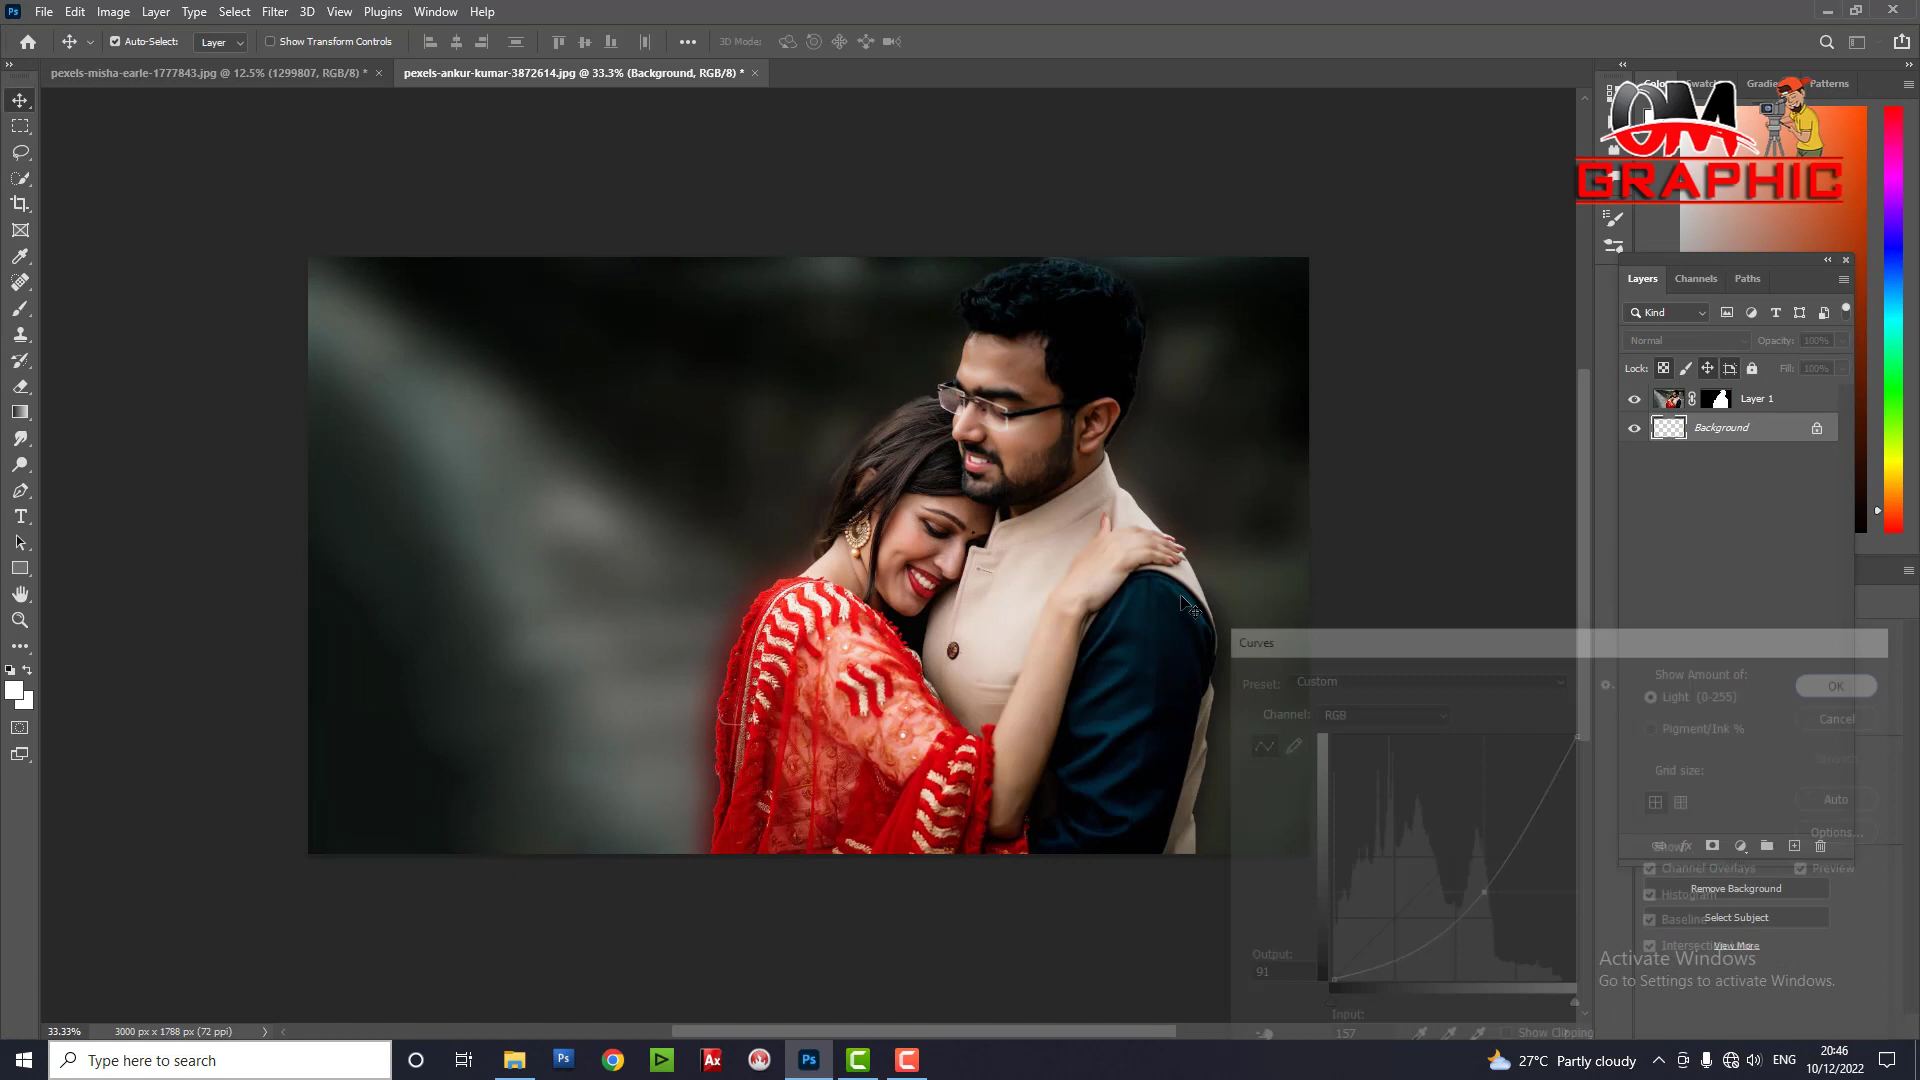 Ps File Edit Image Layer Type Select Filter 3D View Plugins Window Help
Auto-Select: Layer Show Transform Controls 3D Mode:
pexels-misha-earle-1777843.jpg @ 12.5% (1299807, RGB/8) *
pexels-ankur-kumar-3872614.jpg @ 33.3% (Background, RGB/8) *
Patterns
OM
GRAPHIC
Layers Channels Paths
Kind
Normal Opacity: 100%
Lock: Fill: 100%
Layer 1
Background
Curves
Preset: Custom
Channel: RGB
Show Amount of:
Light (0-255)
Pigment/Ink %
Grid size:
OK
Cancel
Auto
Options...
Show:
Channel Overlays
Preview
Histogram
Baseline
Intersection
Output:
91
Input:
157
Show Clipping
Remove Background
Select Subject
View More
Activate Windows
Go to Settings to activate Windows.
33.33% 3000 px x 1788 px (72 ppi)
Type here to search
27°C Partly cloudy ENG
20:46
10/12/2022